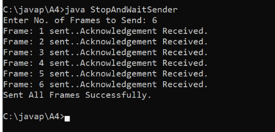 C:\javap\A4>java StopAndWaitSender
Enter No. of Frames to Send: 6
Frame: 1 sent..Acknowledgement Received.
Frame: 2 sent..Acknowledgement Received.
Frame: 3 sent..Acknowledgement Received.
Frame: 4 sent..Acknowledgement Received.
Frame: 5 sent..Acknowledgement Received.
Frame: 6 sent..Acknowledgement Received.
Sent All Frames Successfully.
C:\javap\A4>